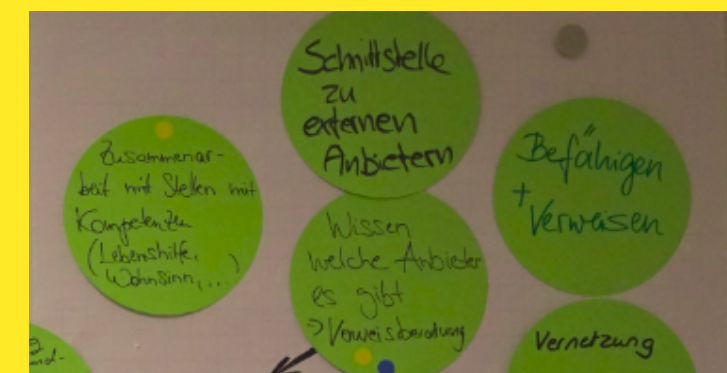 Schnittstelle
zu
externen
Anbietern
Zusammenar-
beit mit Stellen mit
Kompetenzen
(Lebenshilfe,
Wohnsinn, ...)
Befähigen
+ Verweisen
Wissen
welche Anbieter
es gibt
=> Verweisberatung
Vernetzung